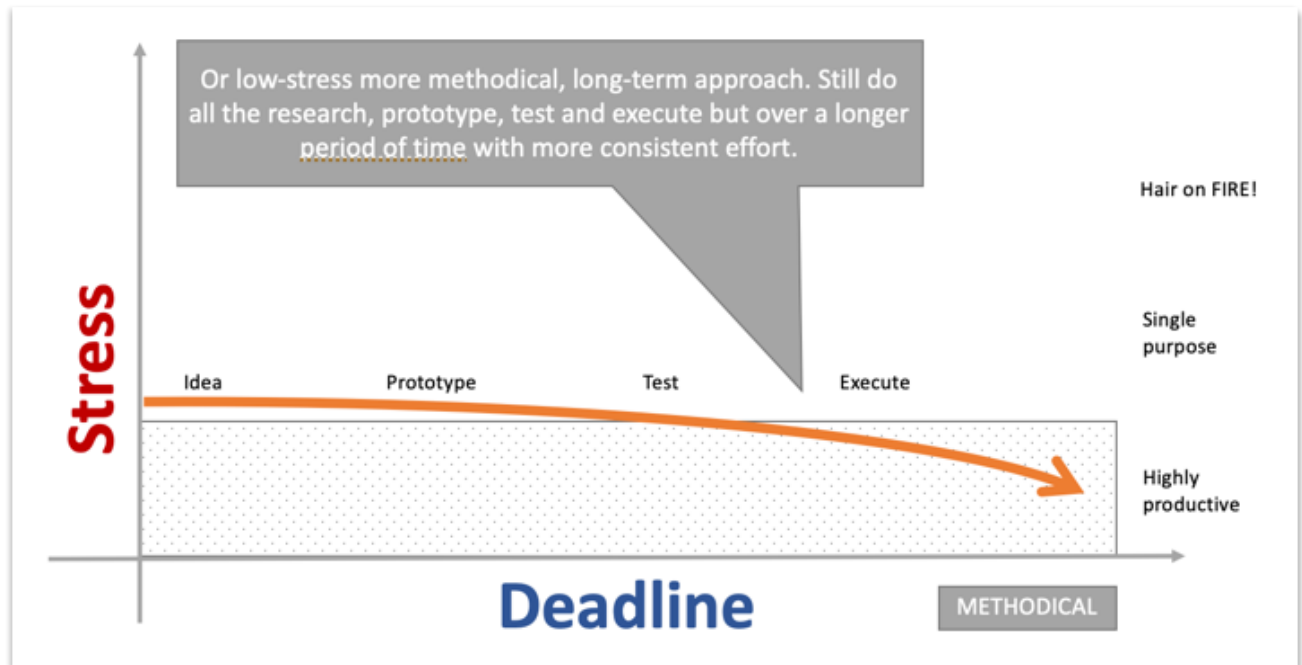 Or low-stress more methodical, long-term approach. Still do
all the research, prototype, test and execute but over a longer
period of time with more consistent effort.
Hair on FIRE!
Single
purpose
Stress
Idea
Prototype
Test
Execute
Highly
productive
Deadline
METHODICAL